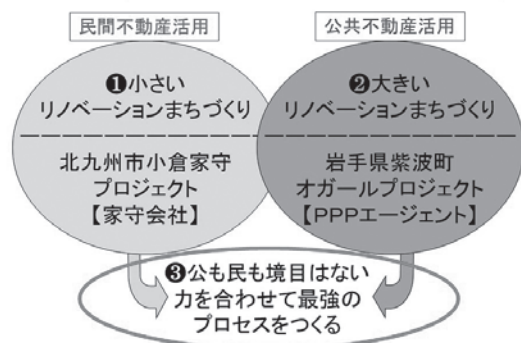 民間不動産活用
公共不動産活用
❶小さい
リノベーションまちづくり
北九州市小倉家守
プロジェクト
【家守会社】
❷大きい
リノベーションまちづくり
岩手県紫波町
オガールプロジェクト
【PPPエージェント】
❸公も民も境目はない
力を合わせて最強の
プロセスをつくる